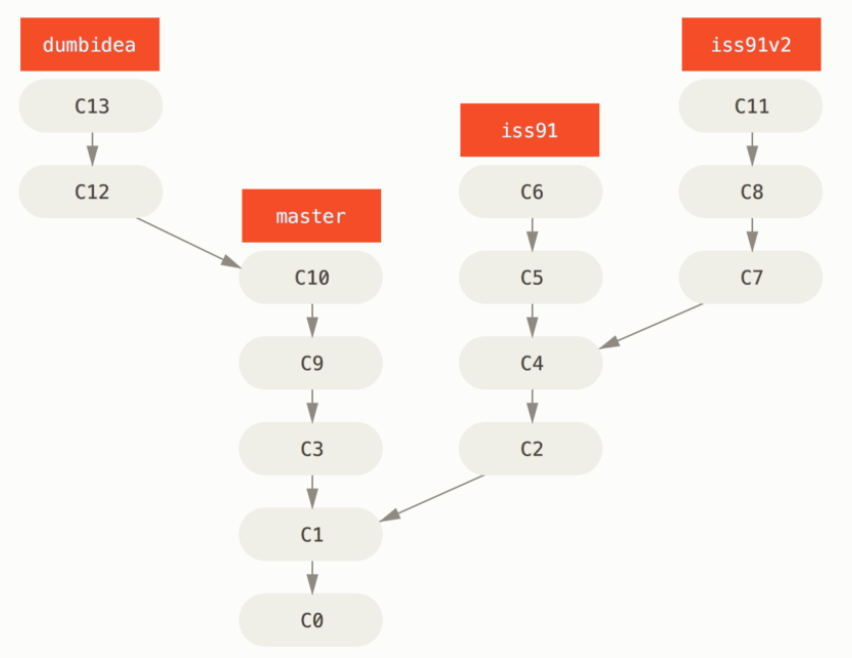 dumbidea
iss91v2
C13
C11
iss91
C12
C6
C8
master
C10
C5
C7
C9
C4
C3
C2
C1
C0